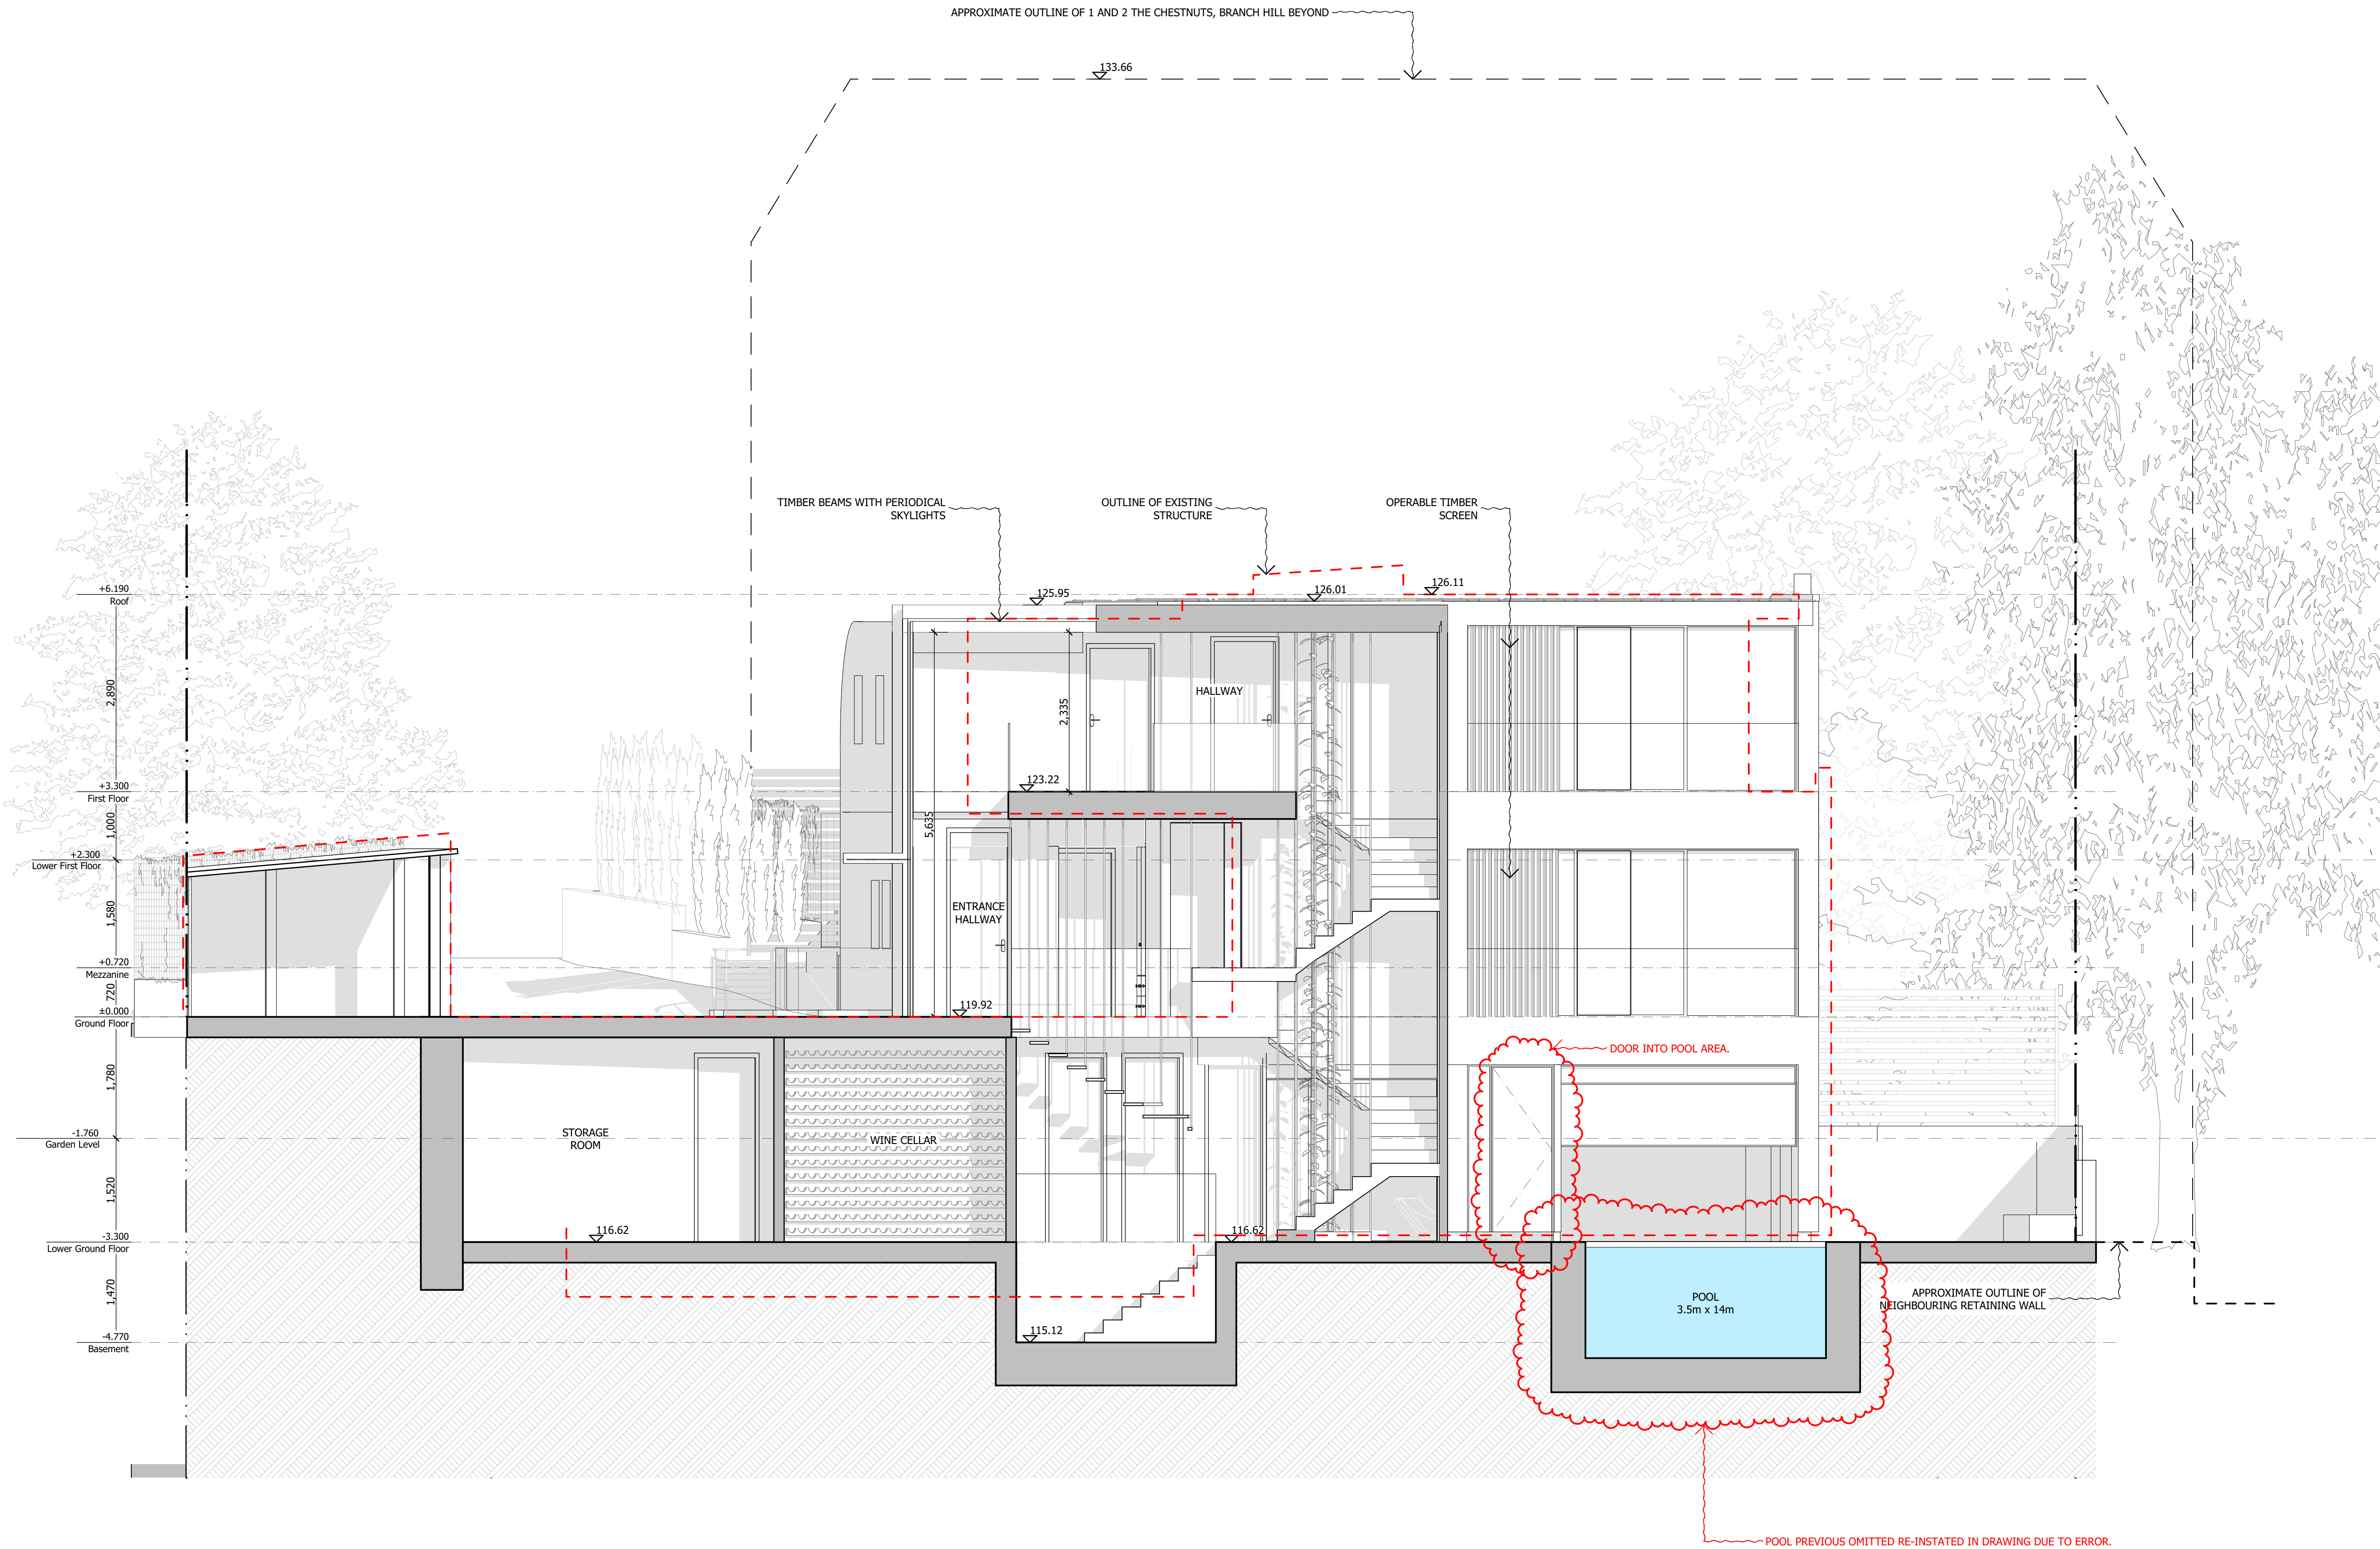 APPROXIMATE OUTLINE OF 1 AND 2 THE CHESTNUTS, BRANCH HILL BEYOND
133.66
TIMBER BEAMS WITH PERIODICAL
SKYLIGHTS
OUTLINE OF EXISTING
STRUCTURE
OPERABLE TIMBER
SCREEN
+6.190
Roof
125.95
126.01
126.11
2,890
HALLWAY
2,335
5,635
+3.300
First Floor
123.22
1,000
+2.300
Lower First Floor
1,580
ENTRANCE
HALLWAY
+0.720
Mezzanine
720
±0.000
Ground Floor
119.92
DOOR INTO POOL AREA.
1,780
-1.760
Garden Level
STORAGE
ROOM
WINE CELLAR
1,520
116.62
116.62
-3.300
Lower Ground Floor
1,470
POOL
3.5m x 14m
APPROXIMATE OUTLINE OF
NEIGHBOURING RETAINING WALL
115.12
-4.770
Basement
POOL PREVIOUS OMITTED RE-INSTATED IN DRAWING DUE TO ERROR.